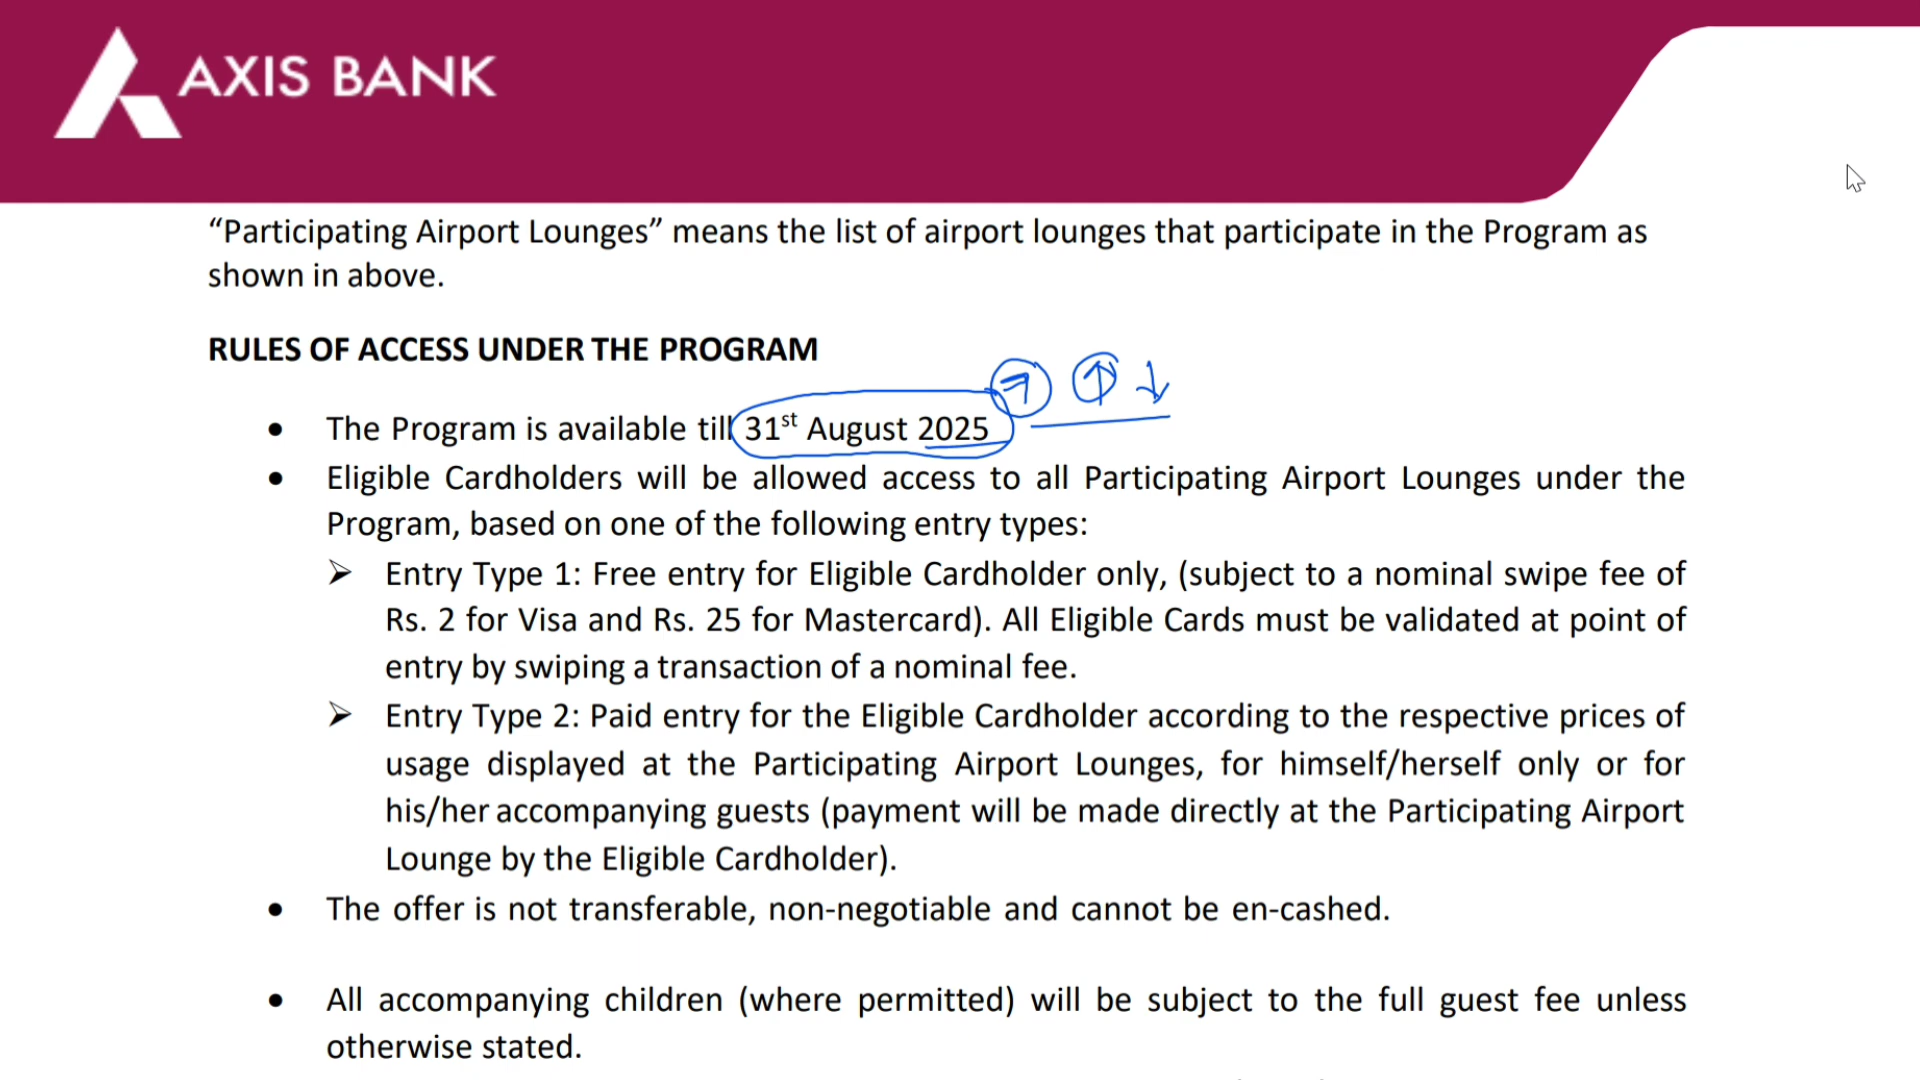 AXIS BANK
“Participating Airport Lounges” means the list of airport lounges that participate in the Program as
shown in above.
RULES OF ACCESS UNDER THE PROGRAM
• The Program is available till 31st August 2025
• Eligible Cardholders will be allowed access to all Participating Airport Lounges under the
Program, based on one of the following entry types:
➢ Entry Type 1: Free entry for Eligible Cardholder only, (subject to a nominal swipe fee of
Rs. 2 for Visa and Rs. 25 for Mastercard). All Eligible Cards must be validated at point of
entry by swiping a transaction of a nominal fee.
➢ Entry Type 2: Paid entry for the Eligible Cardholder according to the respective prices of
usage displayed at the Participating Airport Lounges, for himself/herself only or for
his/her accompanying guests (payment will be made directly at the Participating Airport
Lounge by the Eligible Cardholder).
• The offer is not transferable, non-negotiable and cannot be en-cashed.
• All accompanying children (where permitted) will be subject to the full guest fee unless
otherwise stated.